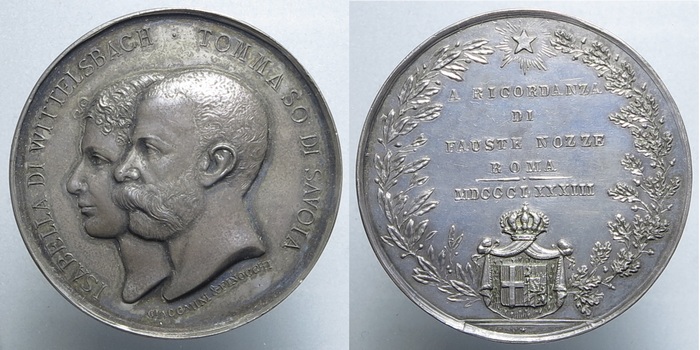 ISABELLA DI WITTELSBACH · TOMMASO DI SAVOIA
A RICORDANZA
DI
FAUSTE NOZZE
ROMA
MDCCCLXXXIII